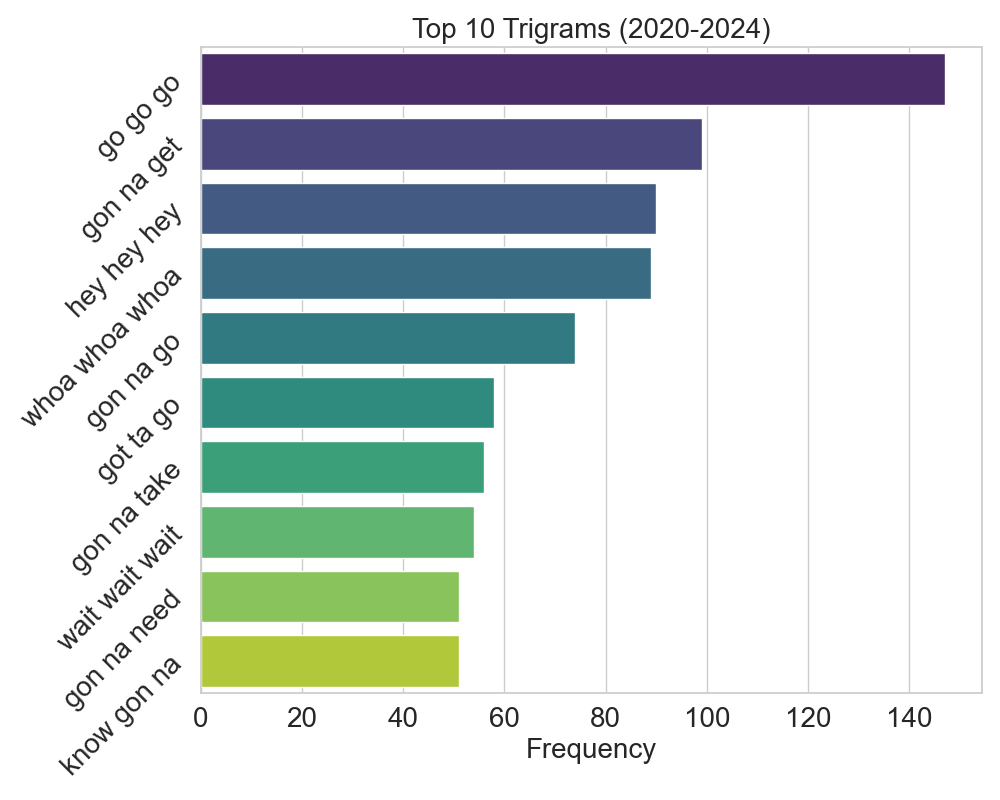 Top 10 Trigrams (2020-2024)
go go go
gon na get
hey hey hey
whoa whoa whoa
gon na go
got ta go
gon na take
wait wait wait
gon na need
know gon na
0 20 40 60 80 100 120 140
Frequency